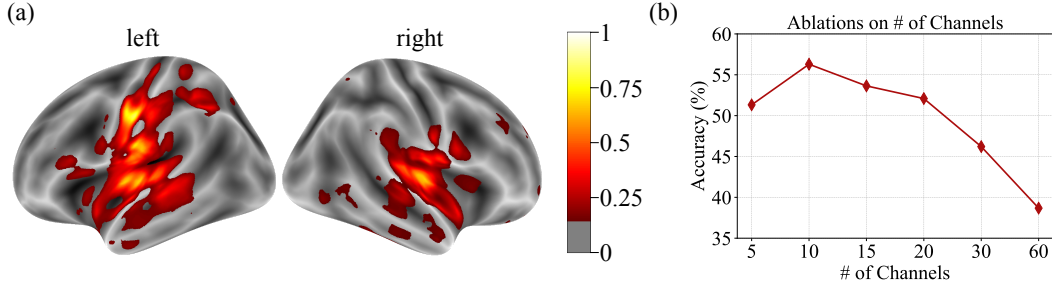 (a)
left
right
1
0.75
0.5
0.25
0
(b)
Ablations on # of Channels
Accuracy (%)
60
55
50
45
40
35
5 10 15 20 30 60
# of Channels